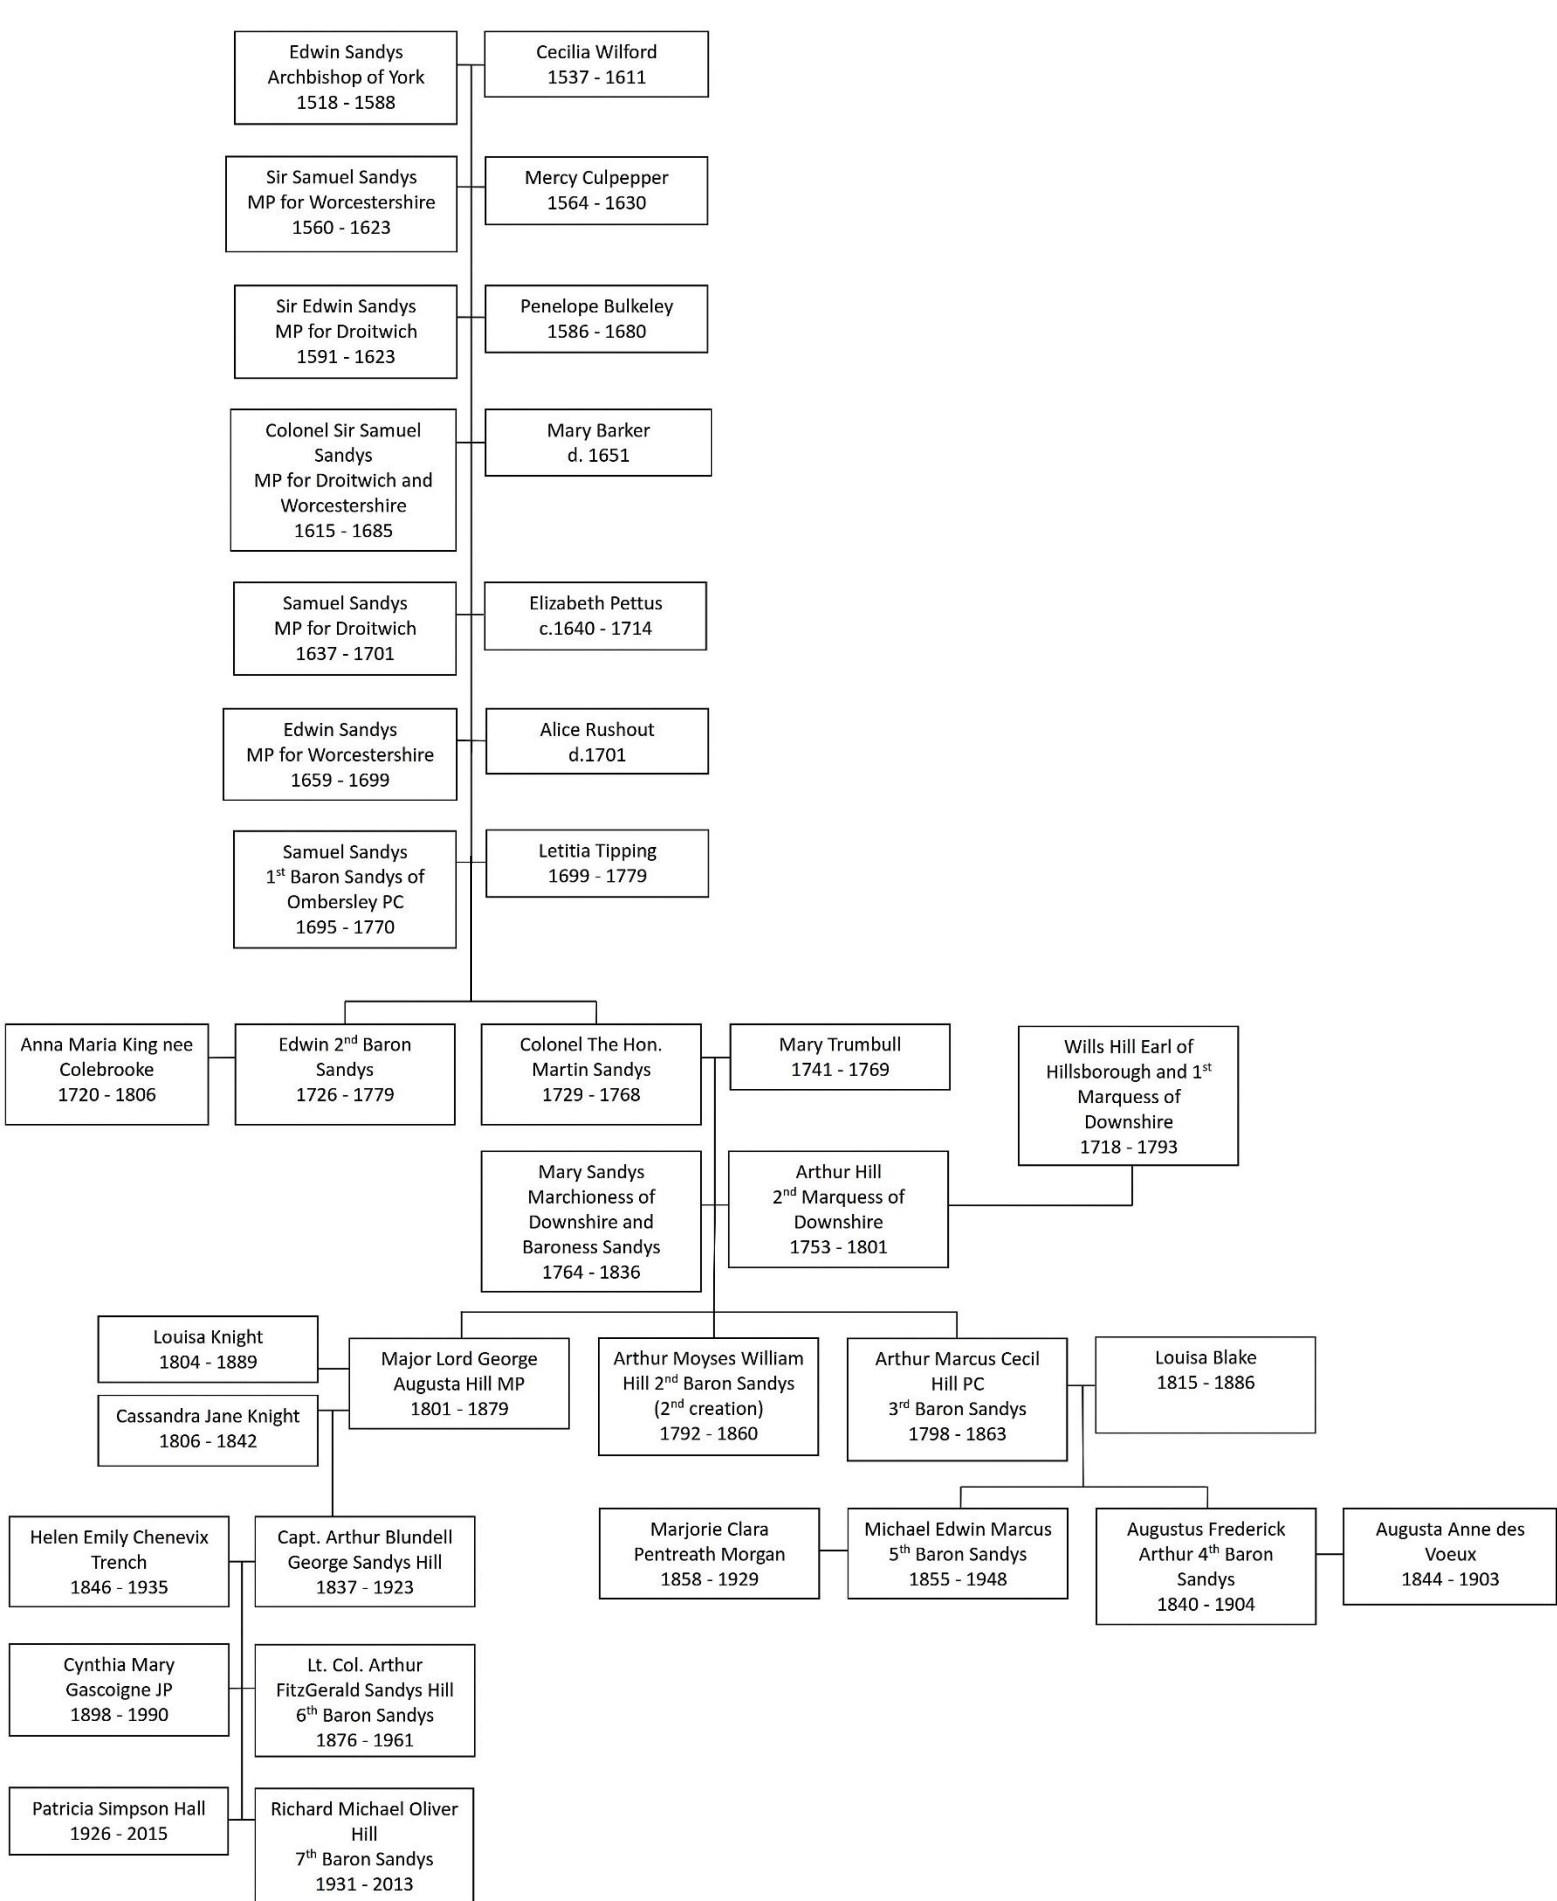 Edwin Sandys
Archbishop of York
1518 - 1588
Cecilia Wilford
1537 - 1611
Sir Samuel Sandys
MP for Worcestershire
1560 - 1623
Mercy Culpepper
1564 - 1630
Sir Edwin Sandys
MP for Droitwich
1591 - 1623
Penelope Bulkeley
1586 - 1680
Colonel Sir Samuel
Sandys
MP for Droitwich and
Worcestershire
1615 - 1685
Mary Barker
d. 1651
Samuel Sandys
MP for Droitwich
1637 - 1701
Elizabeth Pettus
c.1640 - 1714
Edwin Sandys
MP for Worcestershire
1659 - 1699
Alice Rushout
d.1701
Samuel Sandys
1st Baron Sandys of
Ombersley PC
1695 - 1770
Letitia Tipping
1699 - 1779
Anna Maria King nee
Colebrooke
1720 - 1806
Edwin 2nd Baron
Sandys
1726 - 1779
Colonel The Hon.
Martin Sandys
1729 - 1768
Mary Trumbull
1741 - 1769
Wills Hill Earl of
Hillsborough and 1st
Marquess of
Downshire
1718 - 1793
Mary Sandys
Marchioness of
Downshire and
Baroness Sandys
1764 - 1836
Arthur Hill
2nd Marquess of
Downshire
1753 - 1801
Louisa Knight
1804 - 1889
Cassandra Jane Knight
1806 - 1842
Major Lord George
Augusta Hill MP
1801 - 1879
Arthur Moyses William
Hill 2nd Baron Sandys
(2nd creation)
1792 - 1860
Arthur Marcus Cecil
Hill PC
3rd Baron Sandys
1798 - 1863
Louisa Blake
1815 - 1886
Helen Emily Chenevix
Trench
1846 - 1935
Capt. Arthur Blundell
George Sandys Hill
1837 - 1923
Marjorie Clara
Pentreath Morgan
1858 - 1929
Michael Edwin Marcus
5th Baron Sandys
1855 - 1948
Augustus Frederick
Arthur 4th Baron
Sandys
1840 - 1904
Augusta Anne des
Voeux
1844 - 1903
Cynthia Mary
Gascoigne JP
1898 - 1990
Lt. Col. Arthur
FitzGerald Sandys Hill
6th Baron Sandys
1876 - 1961
Patricia Simpson Hall
1926 - 2015
Richard Michael Oliver
Hill
7th Baron Sandys
1931 - 2013